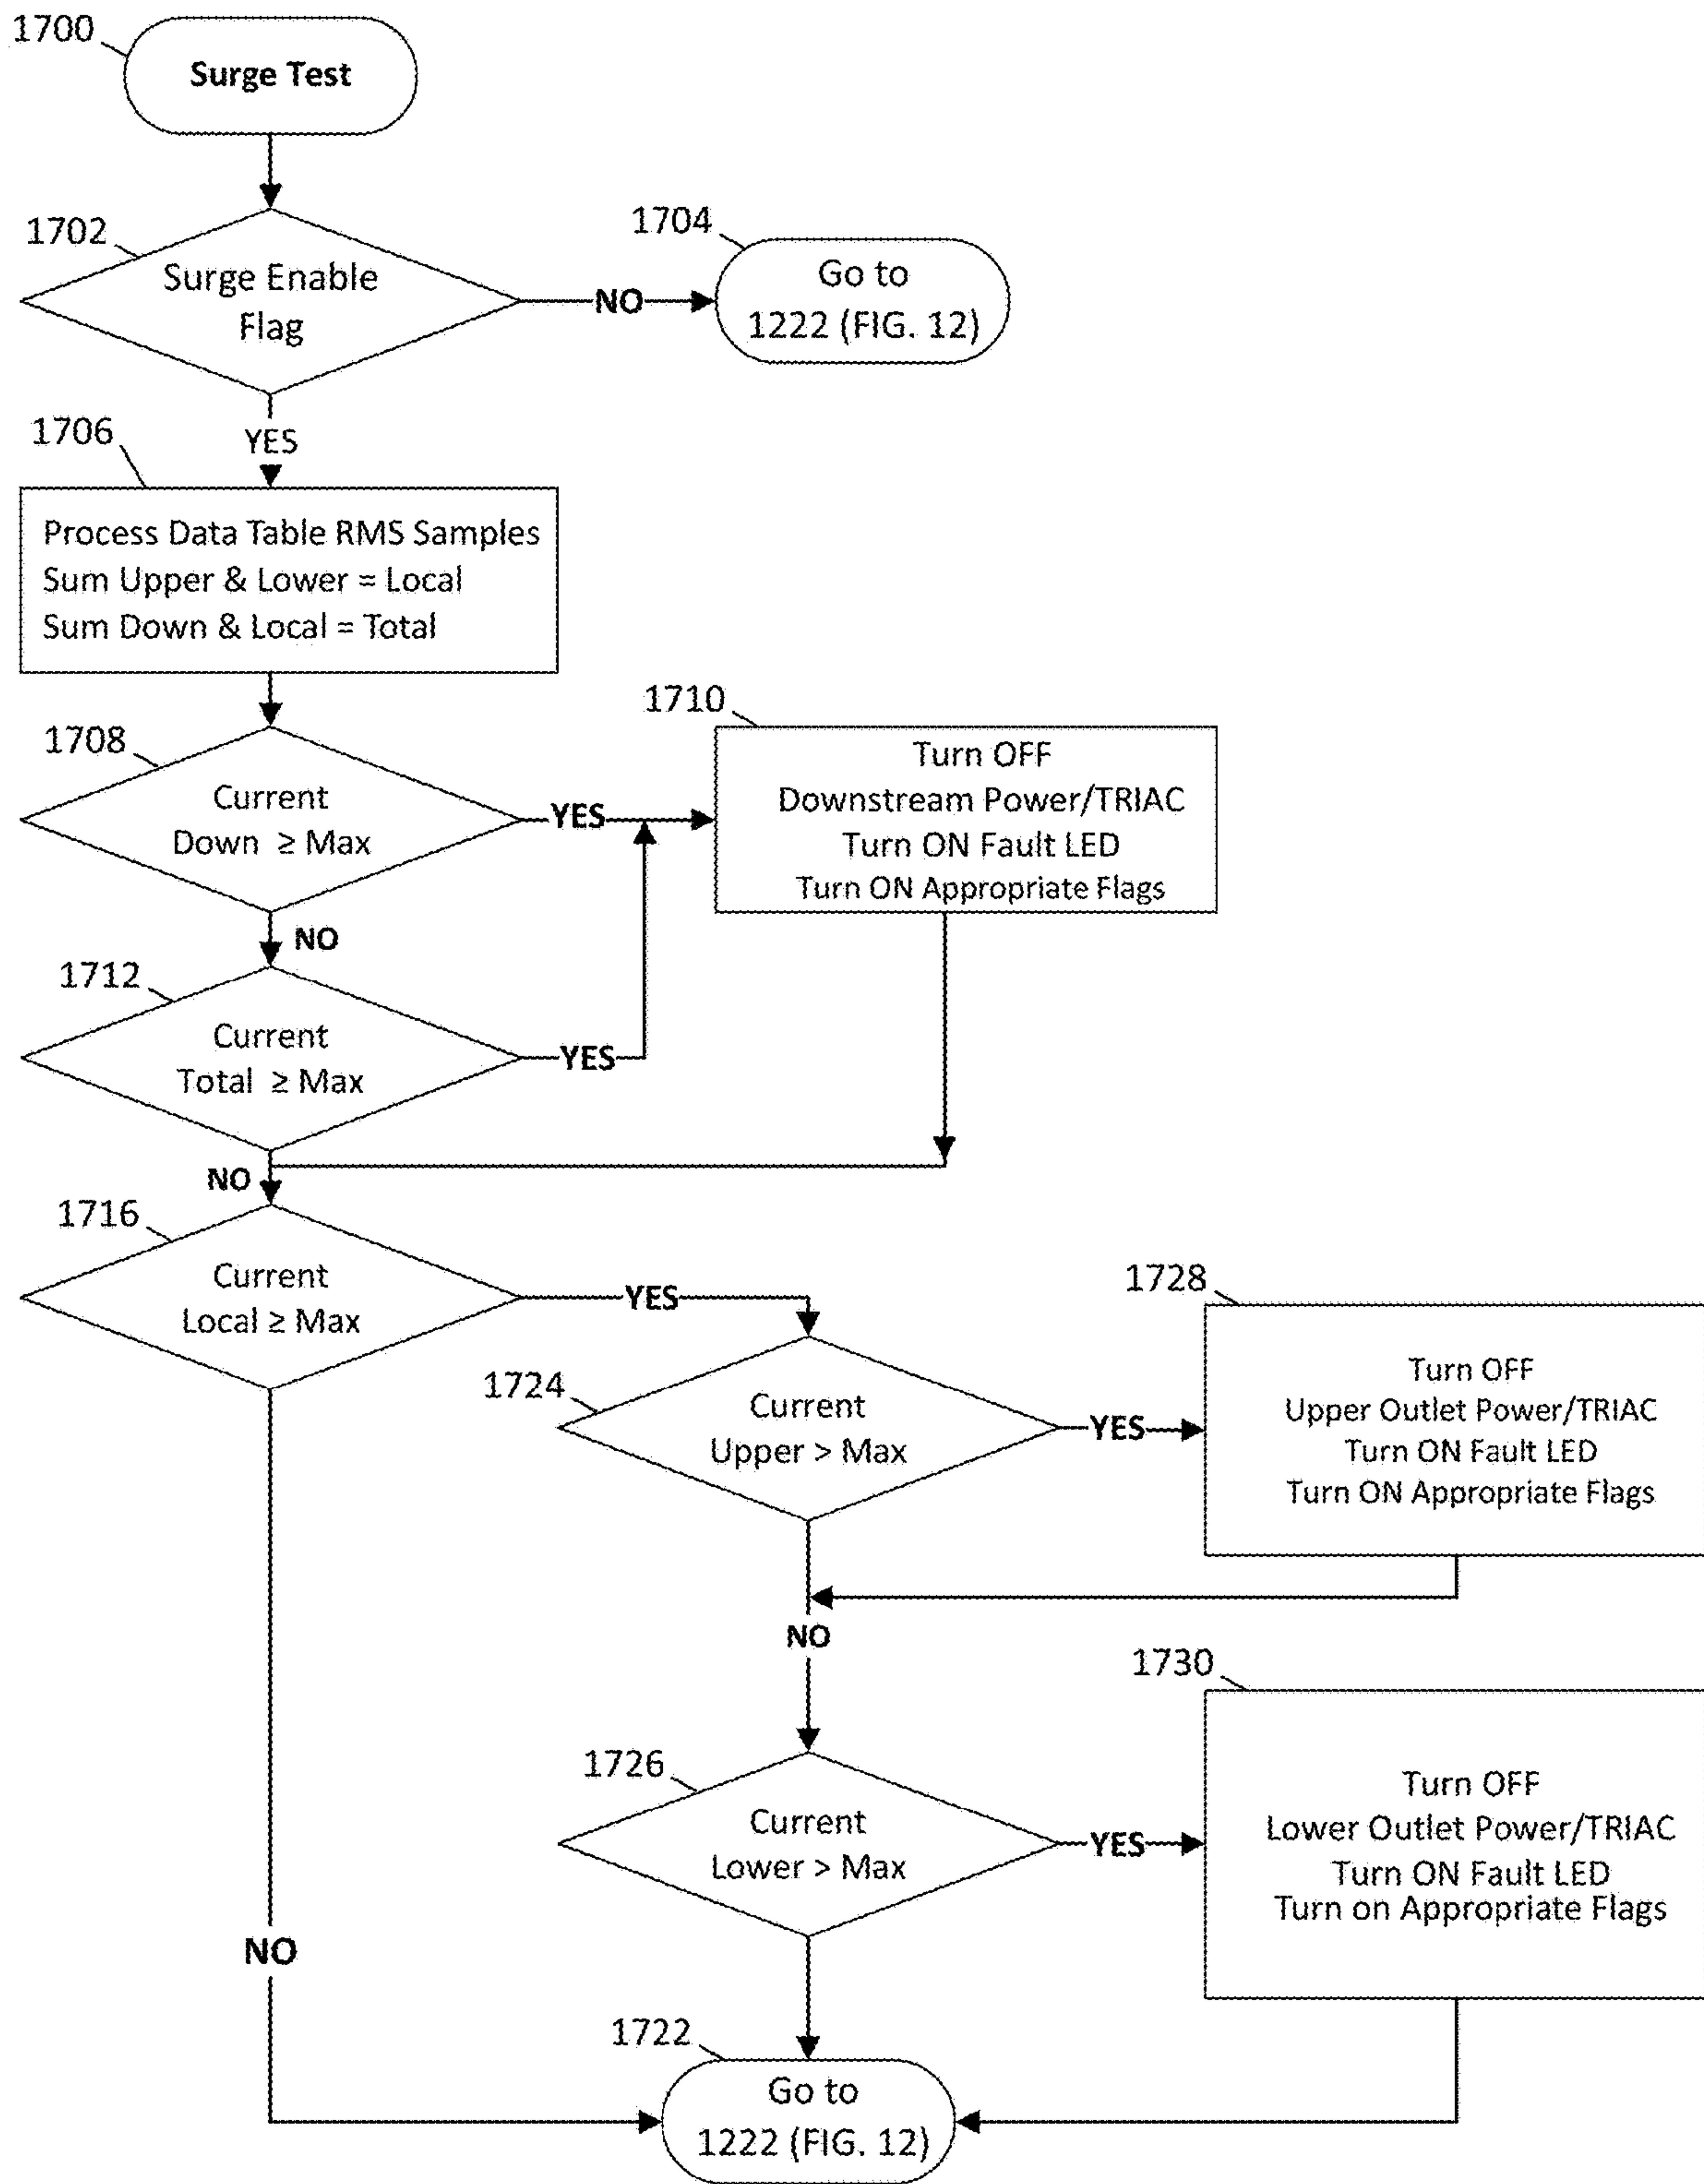 1700
Surge Test
1702
Surge Enable
Flag
NO
1704
Go to
1222 (FIG. 12)
YES
1706
Process Data Table RMS Samples
Sum Upper & Lower = Local
Sum Down & Local = Total
1708
Current
Down ≥ Max
YES
1710
Turn OFF
Downstream Power/TRIAC
Turn ON Fault LED
Turn ON Appropriate Flags
NO
1712
Current
Total ≥ Max
YES
NO
1716
Current
Local ≥ Max
YES
1724
Current
Upper > Max
YES
1728
Turn OFF
Upper Outlet Power/TRIAC
Turn ON Fault LED
Turn ON Appropriate Flags
NO
1726
Current
Lower > Max
YES
1730
Turn OFF
Lower Outlet Power/TRIAC
Turn ON Fault LED
Turn on Appropriate Flags
NO
1722
Go to
1222 (FIG. 12)